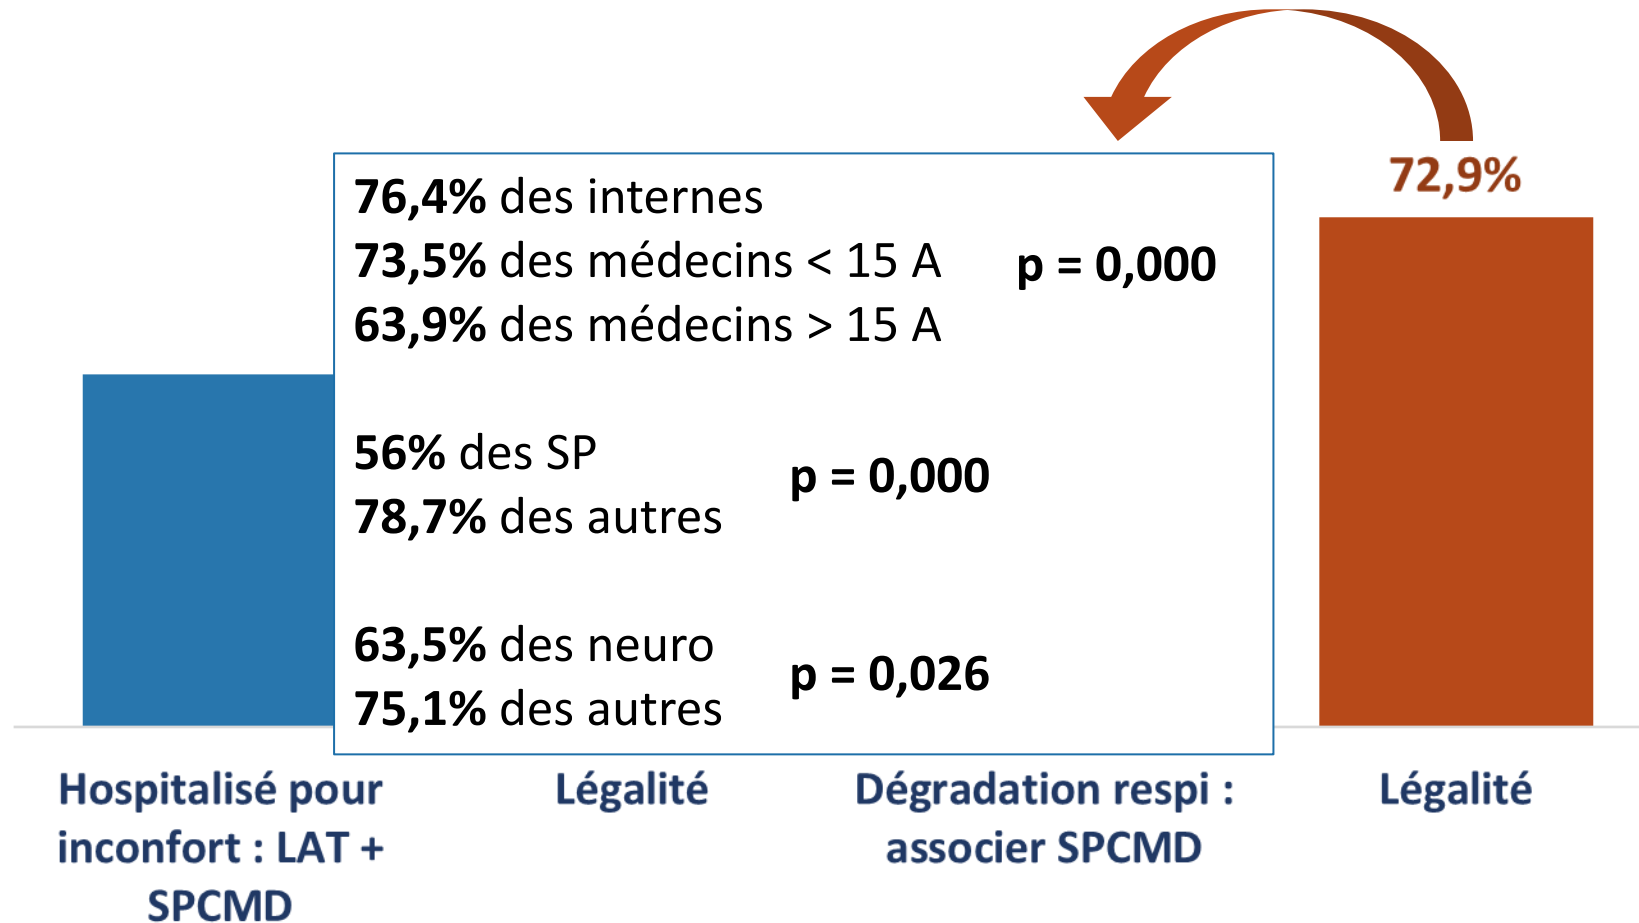 72,9%
76,4% des internes
73,5% des médecins < 15 A
p = 0,000
63,9% des médecins > 15 A
56% des SP
p = 0,000
78,7% des autres
63,5% des neuro
p = 0,026
75,1% des autres
Hospitalisé pour
inconfort : LAT +
SPCMD
Légalité
Dégradation respi :
associer SPCMD
Légalité